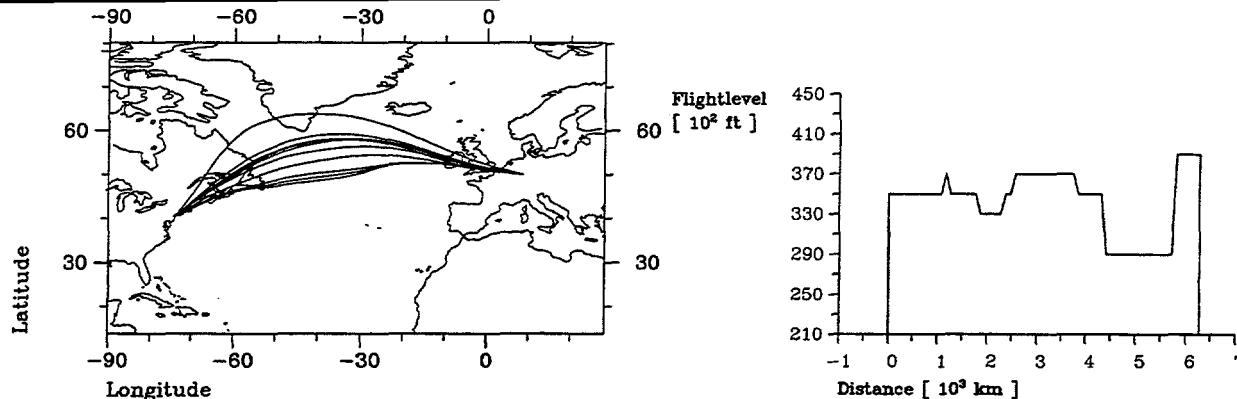 −90 −60 −30 0
60 60
30 30
Latitude
−90 −60 −30 0
Longitude
Flightlevel
[ 10² ft ]
450
410
370
330
290
250
210
−1 0 1 2 3 4 5 6
Distance [ 10³ km ]